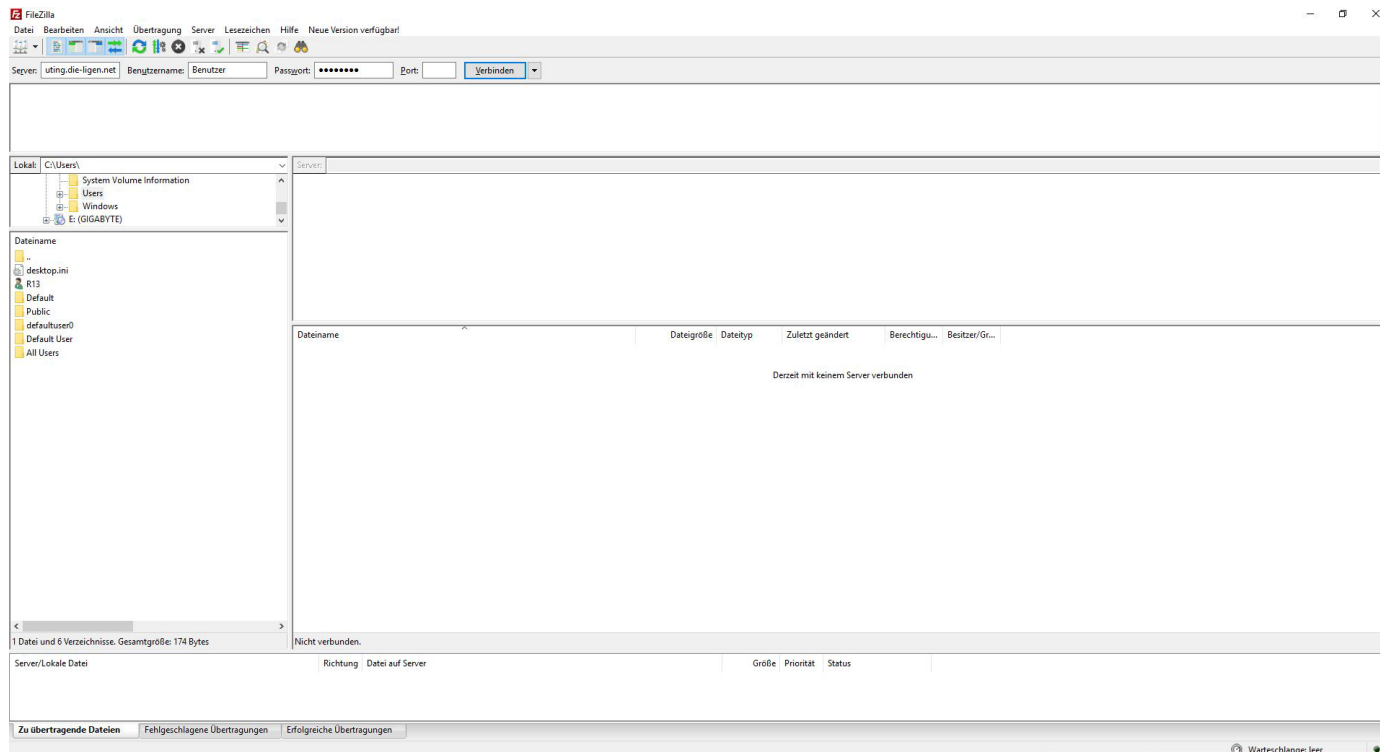 FileZilla
Datei Bearbeiten Ansicht Übertragung Server Lesezeichen Hilfe Neue Version verfügbar!
Server: uting.die-ligen.net Benutzername: Benutzer Passwort: ●●●●●●●● Port: Verbinden
Lokal: C:\Users\
Server:
System Volume Information
Users
Windows
E: (GIGABYTE)
Dateiname
..
desktop.ini
R13
Default
Public
defaultuser0
Default User
All Users
Dateiname Dateigröße Dateityp Zuletzt geändert Berechtigu... Besitzer/Gr...
Derzeit mit keinem Server verbunden
1 Datei und 6 Verzeichnisse. Gesamtgröße: 174 Bytes
Nicht verbunden.
Server/Lokale Datei Richtung Datei auf Server Größe Priorität Status
Zu übertragende Dateien Fehlgeschlagene Übertragungen Erfolgreiche Übertragungen
Warteschlange: leer